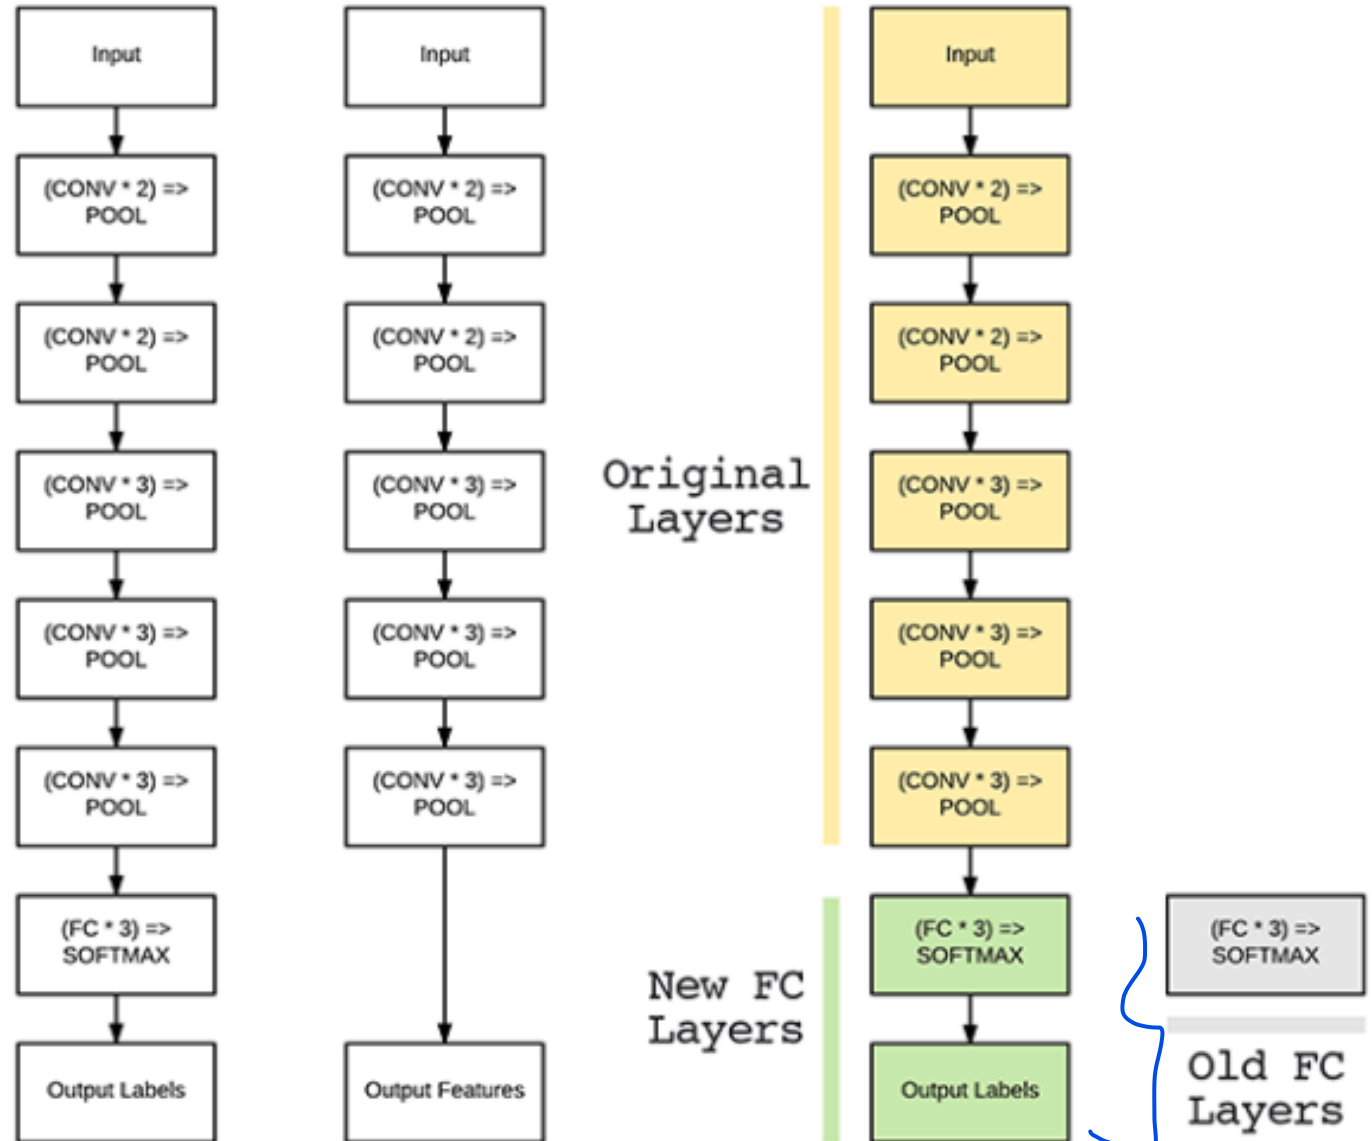 Input
(CONV * 2) =>
POOL
(CONV * 2) =>
POOL
(CONV * 3) =>
POOL
(CONV * 3) =>
POOL
(CONV * 3) =>
POOL
(FC * 3) =>
SOFTMAX
Output Labels
Input
(CONV * 2) =>
POOL
(CONV * 2) =>
POOL
(CONV * 3) =>
POOL
(CONV * 3) =>
POOL
(CONV * 3) =>
POOL
Output Features
Original
Layers
New FC
Layers
Input
(CONV * 2) =>
POOL
(CONV * 2) =>
POOL
(CONV * 3) =>
POOL
(CONV * 3) =>
POOL
(CONV * 3) =>
POOL
(FC * 3) =>
SOFTMAX
Output Labels
(FC * 3) =>
SOFTMAX
Old FC
Layers